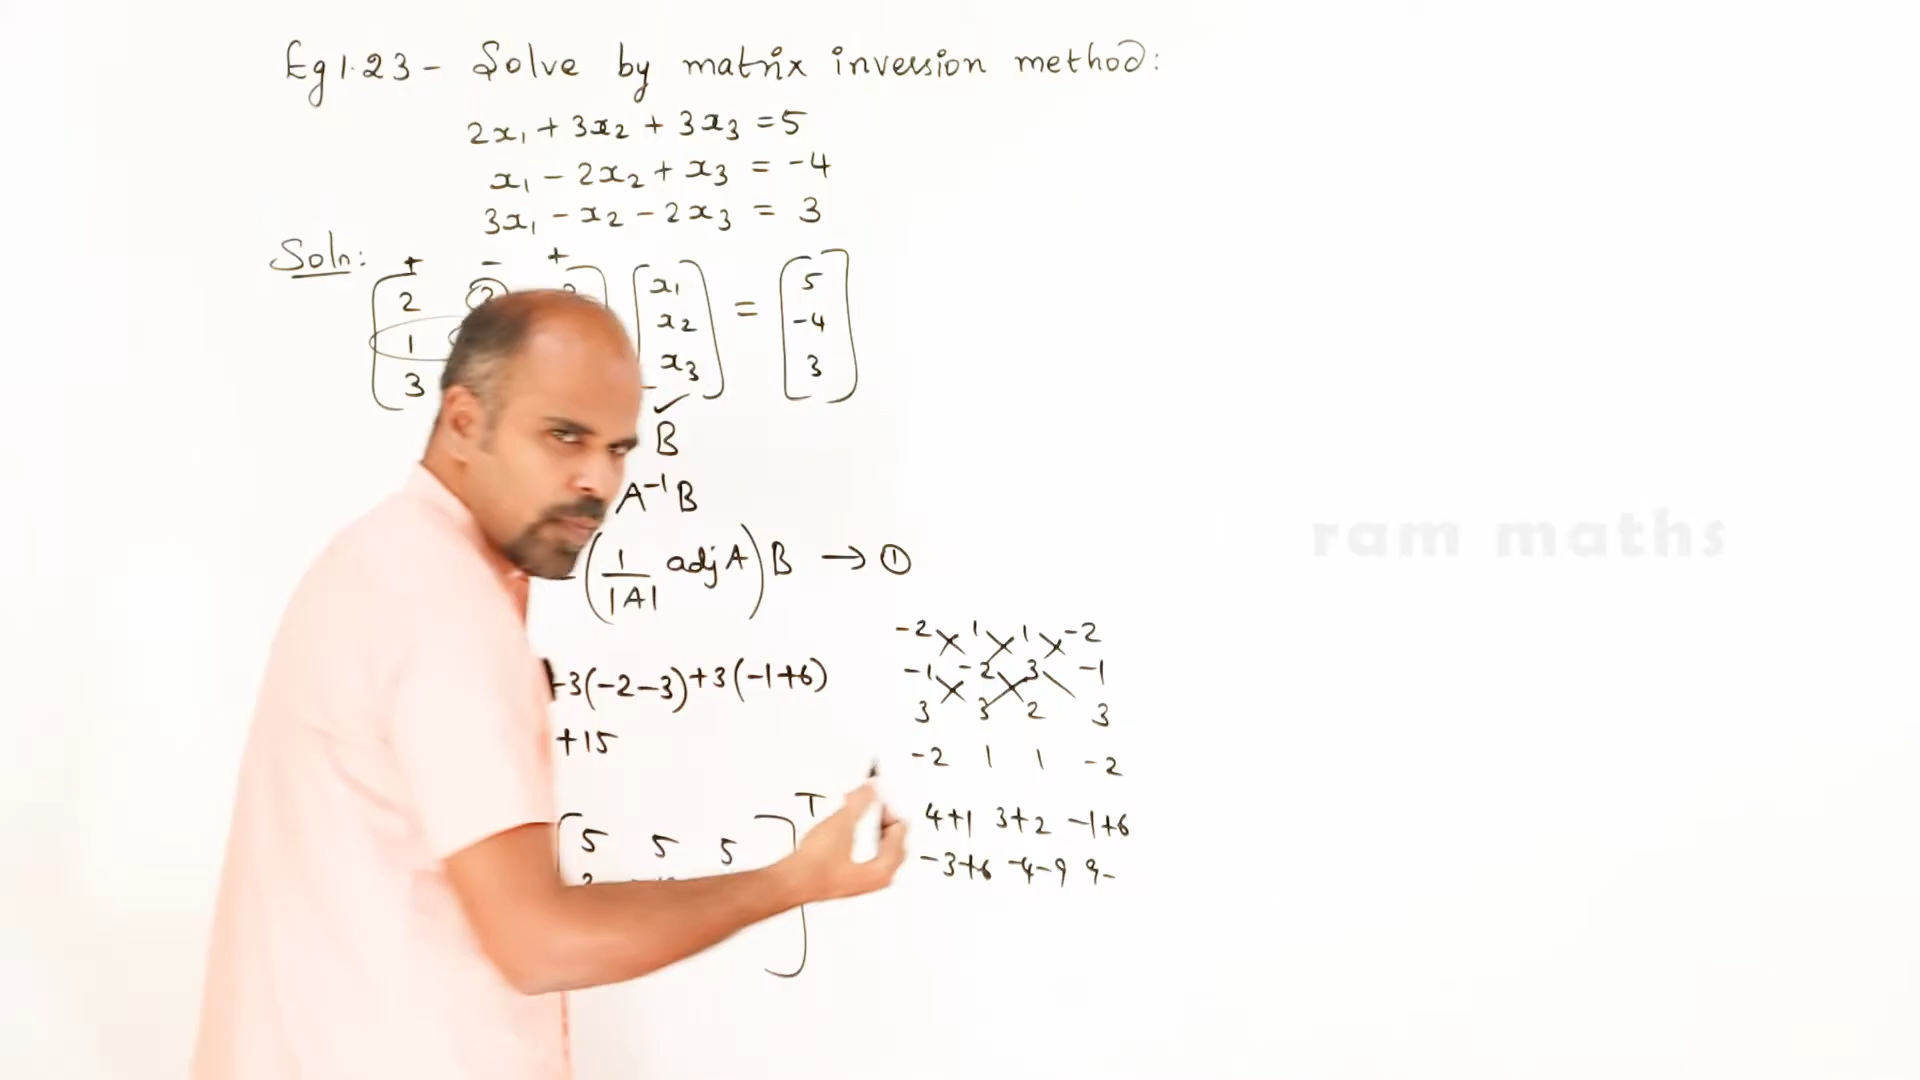 Eg 1.23 - Solve by matrix inversion method:
2x₁ + 3x₂ + 3x₃ = 5
x₁ - 2x₂ + x₃ = -4
3x₁ - x₂ - 2x₃ = 3
Soln:
+ - +
2 3 x₁ 5
1 x₂ = -4
3 x₃ 3
B
A⁻¹B
(1/|A| adj A) B → ①
-3(-2-3)+3(-1+6)
+15
-2 1 1 -2
-1 -2 3 -1
3 3 2 3
-2 1 1 -2
T
5 5 5
4+1 3+2 -1+6
-3+6 -4-9 9-
ram maths